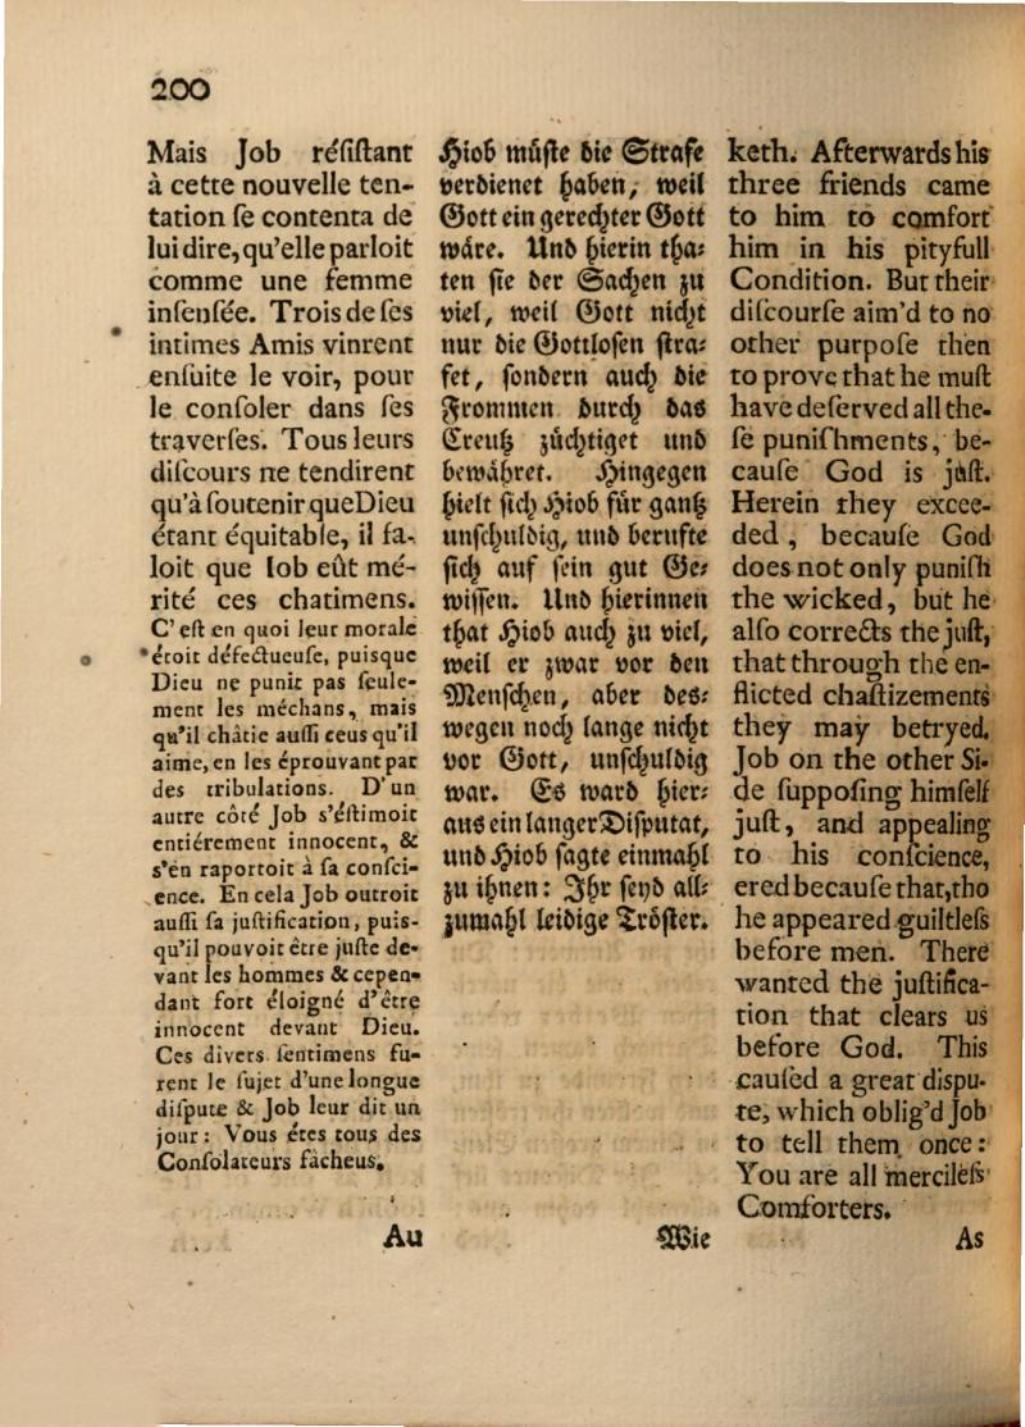 200
Mais Job réſiſtant
à cette nouvelle ten-
tation ſe contenta de
lui dire, qu'elle parloit
comme une femme
inſenſée. Trois de ſes
intimes Amis vinrent
enſuite le voir, pour
le conſoler dans ſes
traverſes. Tous leurs
diſcours ne tendirent
qu'à ſoutenir que Dieu
étant équitable, il fa-
loit que Iob eût mé-
rité ces chatimens.
C'eſt en quoi leur morale
étoit défectueuſe, puisque
Dieu ne punit pas ſeule-
ment les méchans, mais
qu'il châtie auſſi ceus qu'il
aime, en les éprouvant par
des tribulations. D'un
autre côté Job s'éſtimoit
entiérement innocent, &
s'en raportoit à ſa conſci-
ence. En cela Job outroit
auſſi ſa juſtification, puis-
qu'il pouvoit être juſte de-
vant les hommes & cepen-
dant fort éloigné d'être
innocent devant Dieu.
Ces divers ſentimens fu-
rent le ſujet d'une longue
diſpute & Job leur dit un
jour: Vous étes tous des
Conſolateurs fâcheus.
Au
Hiob müſte die Strafe
verdienet haben, weil
Gott ein gerechter Gott
wäre. Und hierin tha-
ten ſie der Sachen zu
viel, weil Gott nicht
nur die Gottloſen ſtra-
fet, ſondern auch die
Frommen durch das
Creutz züchtiget und
bewähret. Hingegen
hielt ſich Hiob für gantz
unſchuldig, und berufte
ſich auf ſein gut Ge-
wiſſen. Und hierinnen
that Hiob auch zu viel,
weil er zwar vor den
Menſchen, aber des-
wegen noch lange nicht
vor Gott, unſchuldig
war. Es ward hier-
aus ein langer Diſputat,
und Hiob ſagte einmahl
zu ihnen: Ihr ſeyd all-
zumahl leidige Tröſter.
Wie
keth. Afterwards his
three friends came
to him to comfort
him in his pityfull
Condition. But their
diſcourſe aim'd to no
other purpoſe then
to prove that he muſt
have deſerved all the-
ſe puniſhments, be-
cauſe God is juſt.
Herein they excee-
ded, becauſe God
does not only puniſh
the wicked, but he
alſo corrects the juſt,
that through the en-
flicted chaſtizements
they may betryed.
Job on the other Si-
de ſuppoſing himſelf
juſt, and appealing
to his conſcience,
ered becauſe that, tho
he appeared guiltleſs
before men. There
wanted the juſtifica-
tion that clears us
before God. This
cauſed a great dispu-
te, which oblig'd Job
to tell them once:
You are all mercileſs
Comforters.
As